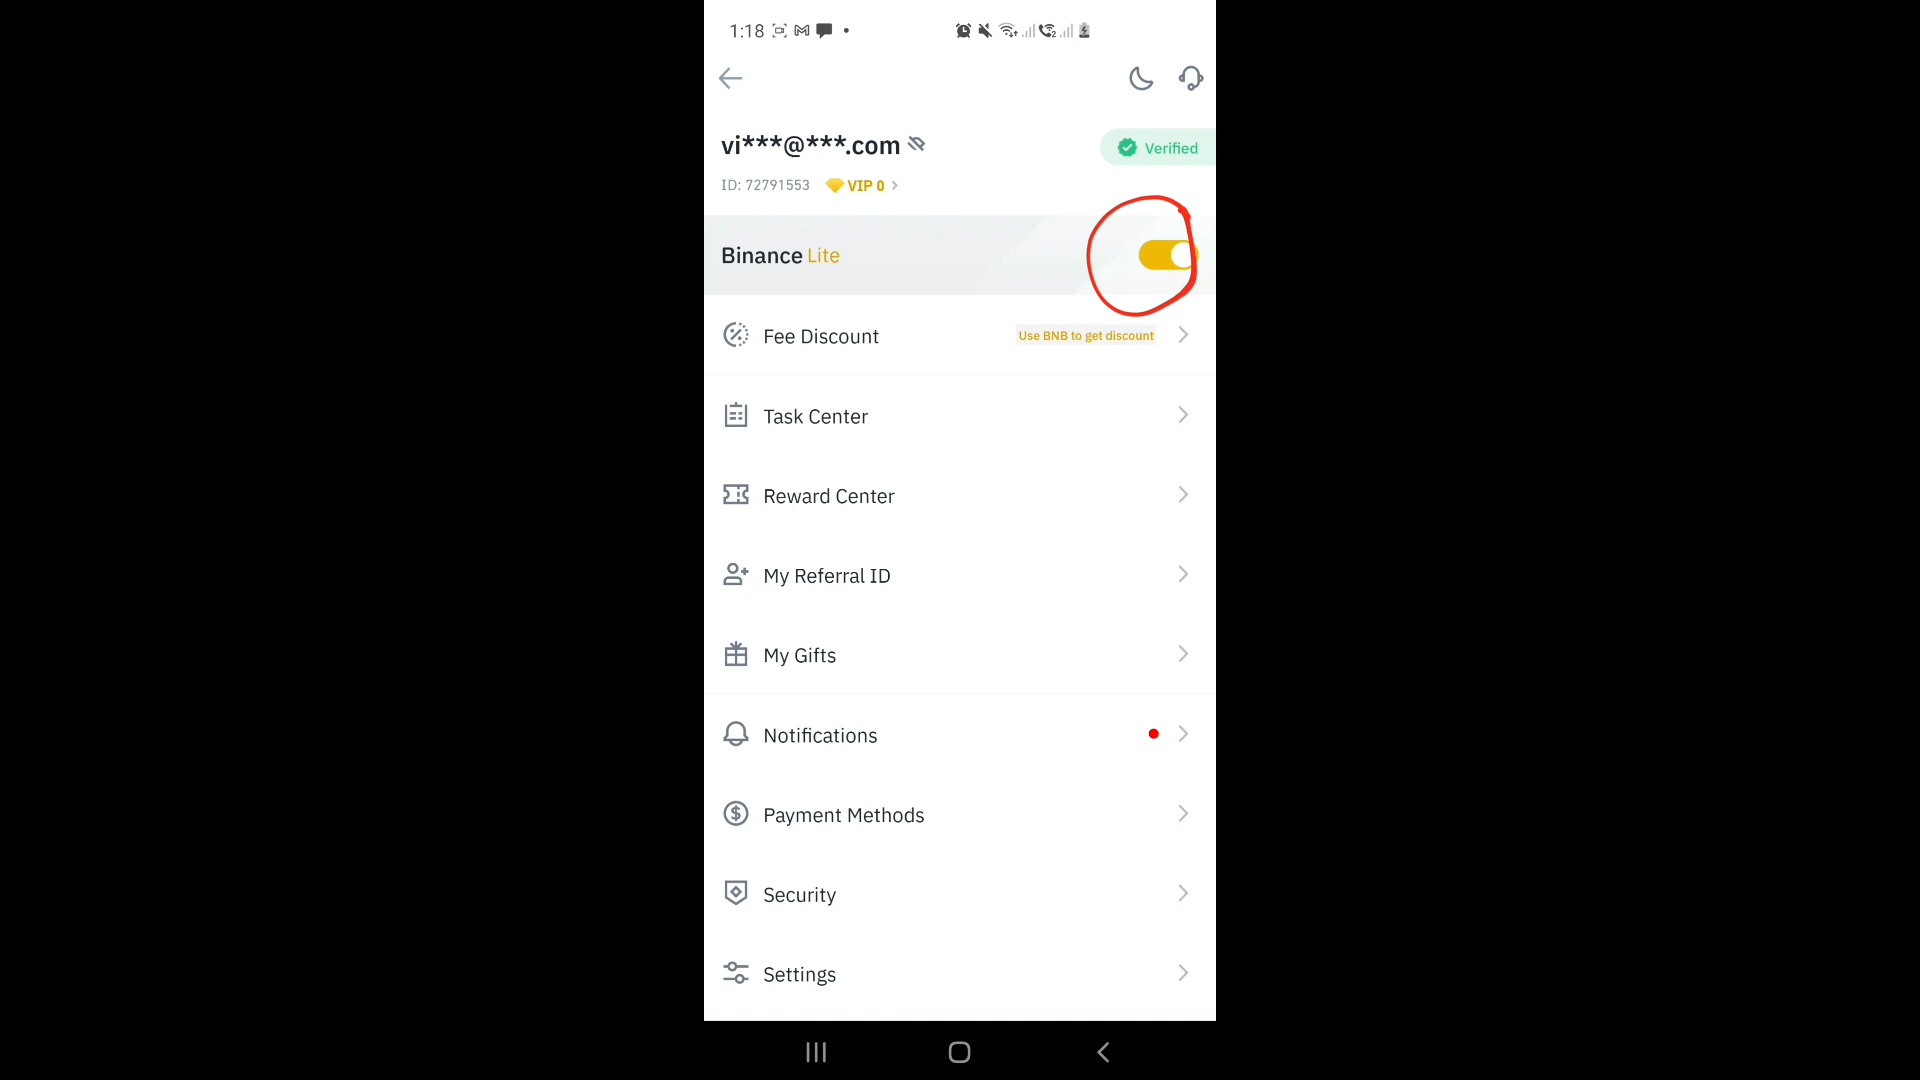 1:18
vi***@***.com
Verified
ID: 72791553 VIP 0
Binance Lite
Fee Discount Use BNB to get discount
Task Center
Reward Center
My Referral ID
My Gifts
Notifications
Payment Methods
Security
Settings